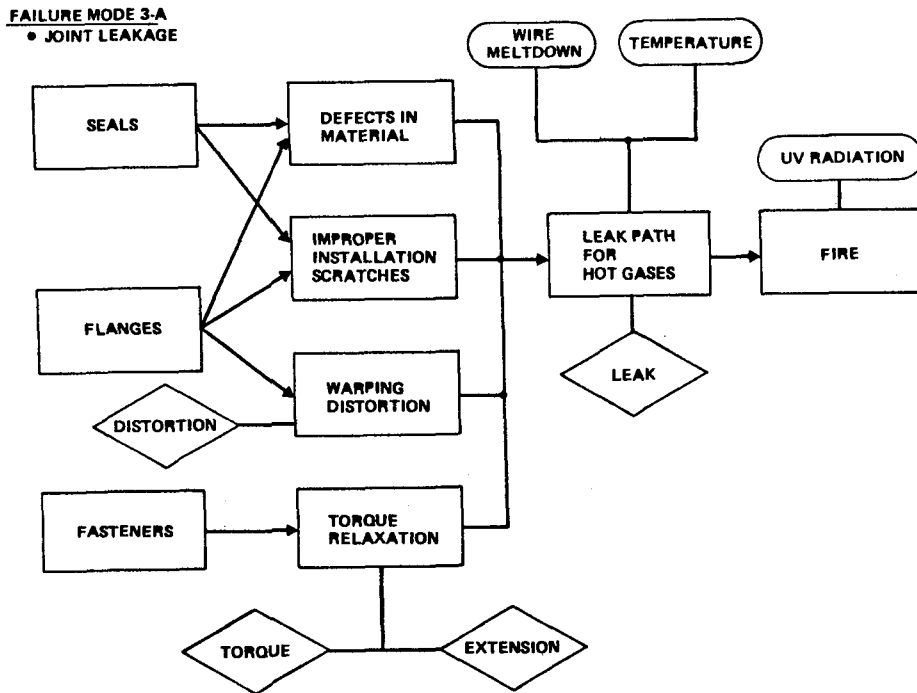 FAILURE MODE 3-A
• JOINT LEAKAGE
WIRE
MELTDOWN
TEMPERATURE
SEALS
DEFECTS IN
MATERIAL
UV RADIATION
IMPROPER
INSTALLATION
SCRATCHES
LEAK PATH
FOR
HOT GASES
FIRE
FLANGES
WARPING
DISTORTION
LEAK
DISTORTION
FASTENERS
TORQUE
RELAXATION
TORQUE
EXTENSION